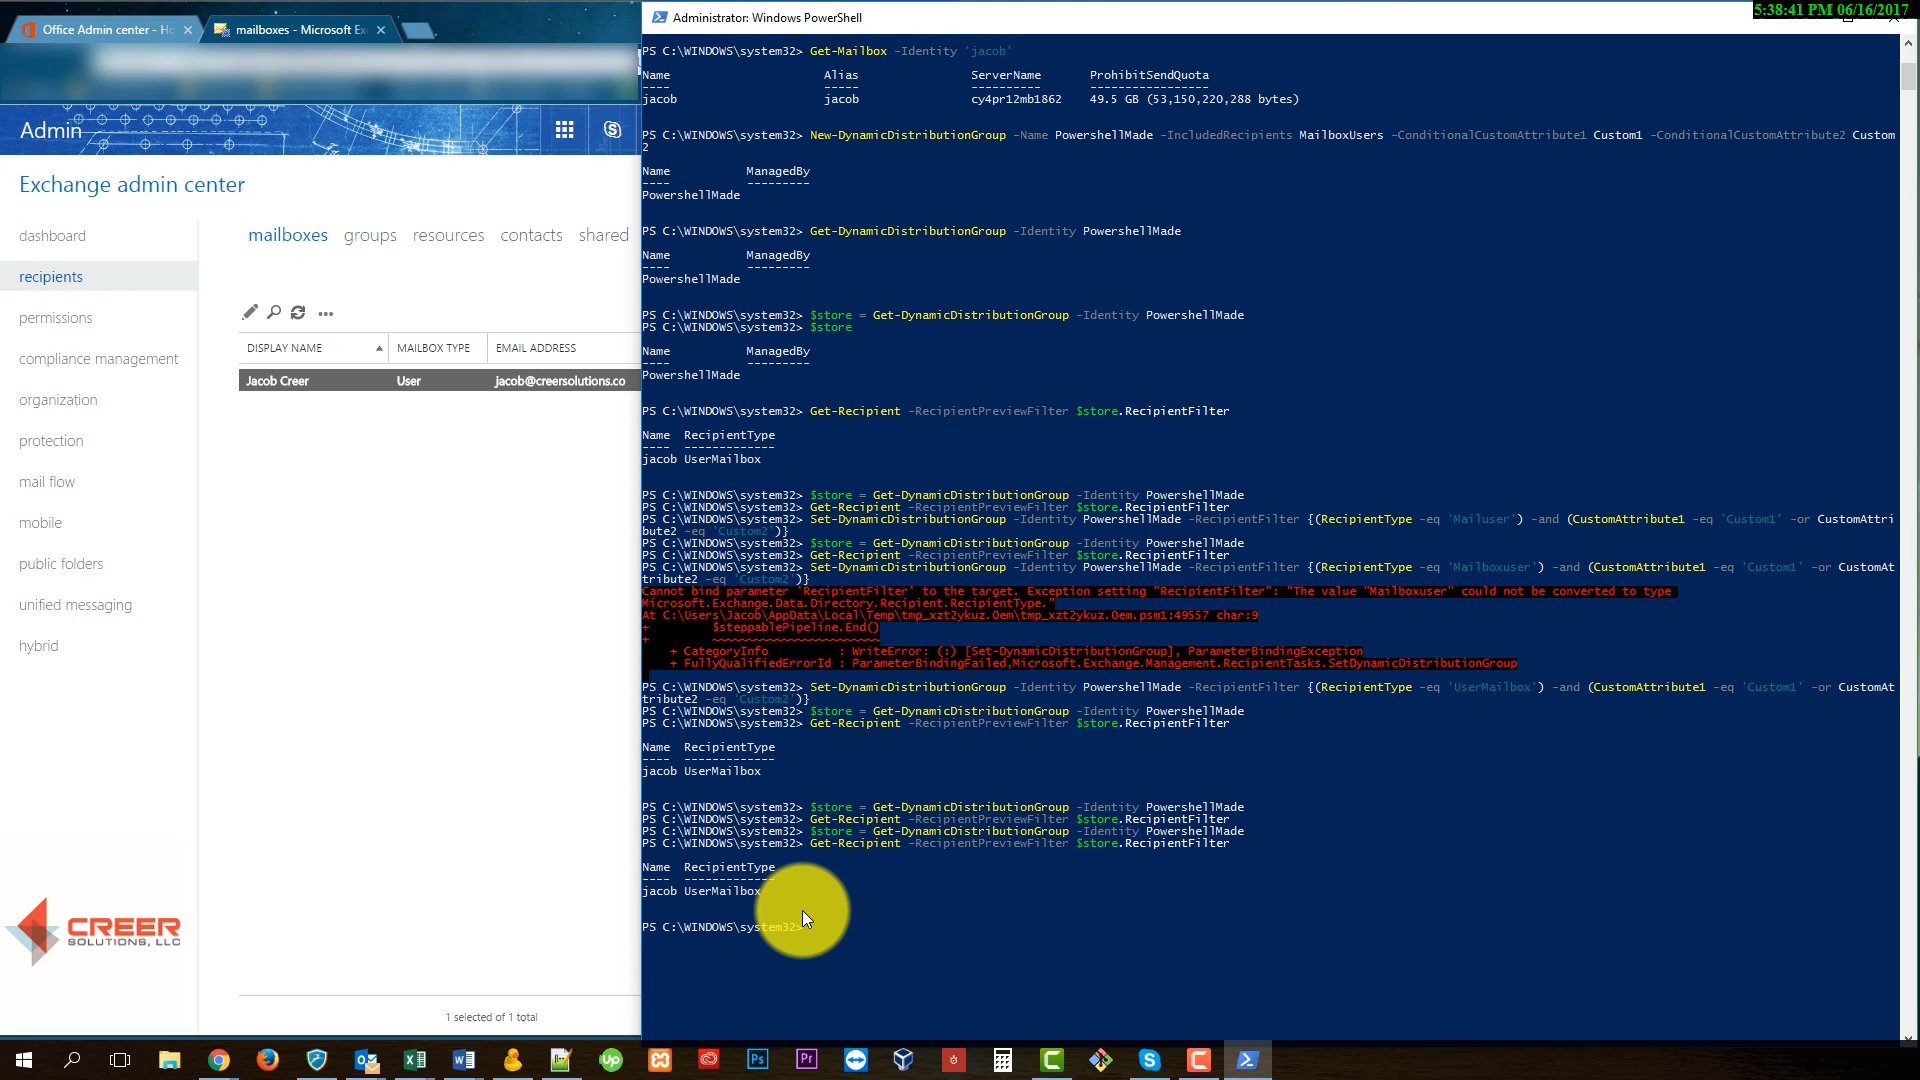 5:38:41 PM 06/16/2017
Office Admin center - Ho
mailboxes - Microsoft Ex
Admin
Exchange admin center
dashboard
recipients
permissions
compliance management
organization
protection
mail flow
mobile
public folders
unified messaging
hybrid
mailboxes groups resources contacts shared
DISPLAY NAME MAILBOX TYPE EMAIL ADDRESS
Jacob Creer User jacob@creersolutions.co
1 selected of 1 total
CREER
SOLUTIONS, LLC
Administrator: Windows PowerShell
PS C:\WINDOWS\system32> Get-Mailbox -Identity 'jacob'
Name Alias ServerName ProhibitSendQuota
---- ----- ---------- -----------------
jacob jacob cy4pr12mb1862 49.5 GB (53,150,220,288 bytes)
PS C:\WINDOWS\system32> New-DynamicDistributionGroup -Name PowershellMade -IncludedRecipients MailboxUsers -ConditionalCustomAttribute1 Custom1 -ConditionalCustomAttribute2 Custom
2
Name ManagedBy
---- ---------
PowershellMade
PS C:\WINDOWS\system32> Get-DynamicDistributionGroup -Identity PowershellMade
Name ManagedBy
---- ---------
PowershellMade
PS C:\WINDOWS\system32> $store = Get-DynamicDistributionGroup -Identity PowershellMade
PS C:\WINDOWS\system32> $store
Name ManagedBy
---- ---------
PowershellMade
PS C:\WINDOWS\system32> Get-Recipient -RecipientPreviewFilter $store.RecipientFilter
Name RecipientType
---- -------------
jacob UserMailbox
PS C:\WINDOWS\system32> $store = Get-DynamicDistributionGroup -Identity PowershellMade
PS C:\WINDOWS\system32> Get-Recipient -RecipientPreviewFilter $store.RecipientFilter
PS C:\WINDOWS\system32> Set-DynamicDistributionGroup -Identity PowershellMade -RecipientFilter {(RecipientType -eq 'Mailuser') -and (CustomAttribute1 -eq 'Custom1' -or CustomAttri
bute2 -eq 'Custom2')}
PS C:\WINDOWS\system32> $store = Get-DynamicDistributionGroup -Identity PowershellMade
PS C:\WINDOWS\system32> Get-Recipient -RecipientPreviewFilter $store.RecipientFilter
PS C:\WINDOWS\system32> Set-DynamicDistributionGroup -Identity PowershellMade -RecipientFilter {(RecipientType -eq 'Mailboxuser') -and (CustomAttribute1 -eq 'Custom1' -or CustomAt
tribute2 -eq 'Custom2')}
Cannot bind parameter 'RecipientFilter' to the target. Exception setting "RecipientFilter": "The value "Mailboxuser" could not be converted to type
Microsoft.Exchange.Data.Directory.Recipient.RecipientType."
At C:\Users\Jacob\AppData\Local\Temp\tmp_xzt2ykuz.Oem\tmp_xzt2ykuz.Oem.psm1:49557 char:9
+ $steppablePipeline.End()
+ ~~~~~~~~~~~~~~~~~~~~~~~~
+ CategoryInfo : WriteError: (:) [Set-DynamicDistributionGroup], ParameterBindingException
+ FullyQualifiedErrorId : ParameterBindingFailed,Microsoft.Exchange.Management.RecipientTasks.SetDynamicDistributionGroup
PS C:\WINDOWS\system32> Set-DynamicDistributionGroup -Identity PowershellMade -RecipientFilter {(RecipientType -eq 'UserMailbox') -and (CustomAttribute1 -eq 'Custom1' -or CustomAt
tribute2 -eq 'Custom2')}
PS C:\WINDOWS\system32> $store = Get-DynamicDistributionGroup -Identity PowershellMade
PS C:\WINDOWS\system32> Get-Recipient -RecipientPreviewFilter $store.RecipientFilter
Name RecipientType
---- -------------
jacob UserMailbox
PS C:\WINDOWS\system32> $store = Get-DynamicDistributionGroup -Identity PowershellMade
PS C:\WINDOWS\system32> Get-Recipient -RecipientPreviewFilter $store.RecipientFilter
PS C:\WINDOWS\system32> $store = Get-DynamicDistributionGroup -Identity PowershellMade
PS C:\WINDOWS\system32> Get-Recipient -RecipientPreviewFilter $store.RecipientFilter
Name RecipientType
---- -------------
jacob UserMailbox
PS C:\WINDOWS\system32>
Up
Ps
Pr